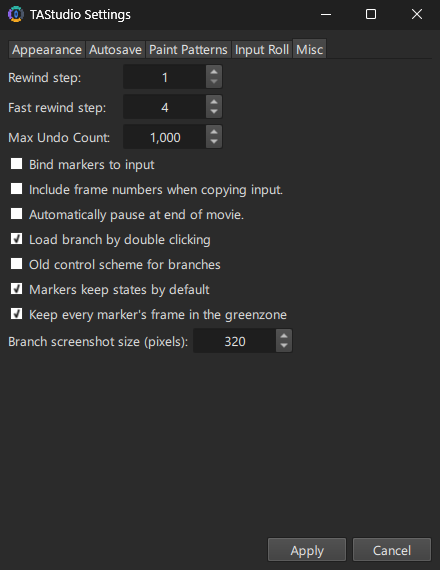 TAStudio Settings
Appearance Autosave Paint Patterns Input Roll Misc
Rewind step: 1
Fast rewind step: 4
Max Undo Count: 1,000
Bind markers to input
Include frame numbers when copying input.
Automatically pause at end of movie.
Load branch by double clicking
Old control scheme for branches
Markers keep states by default
Keep every marker's frame in the greenzone
Branch screenshot size (pixels): 320
Apply Cancel